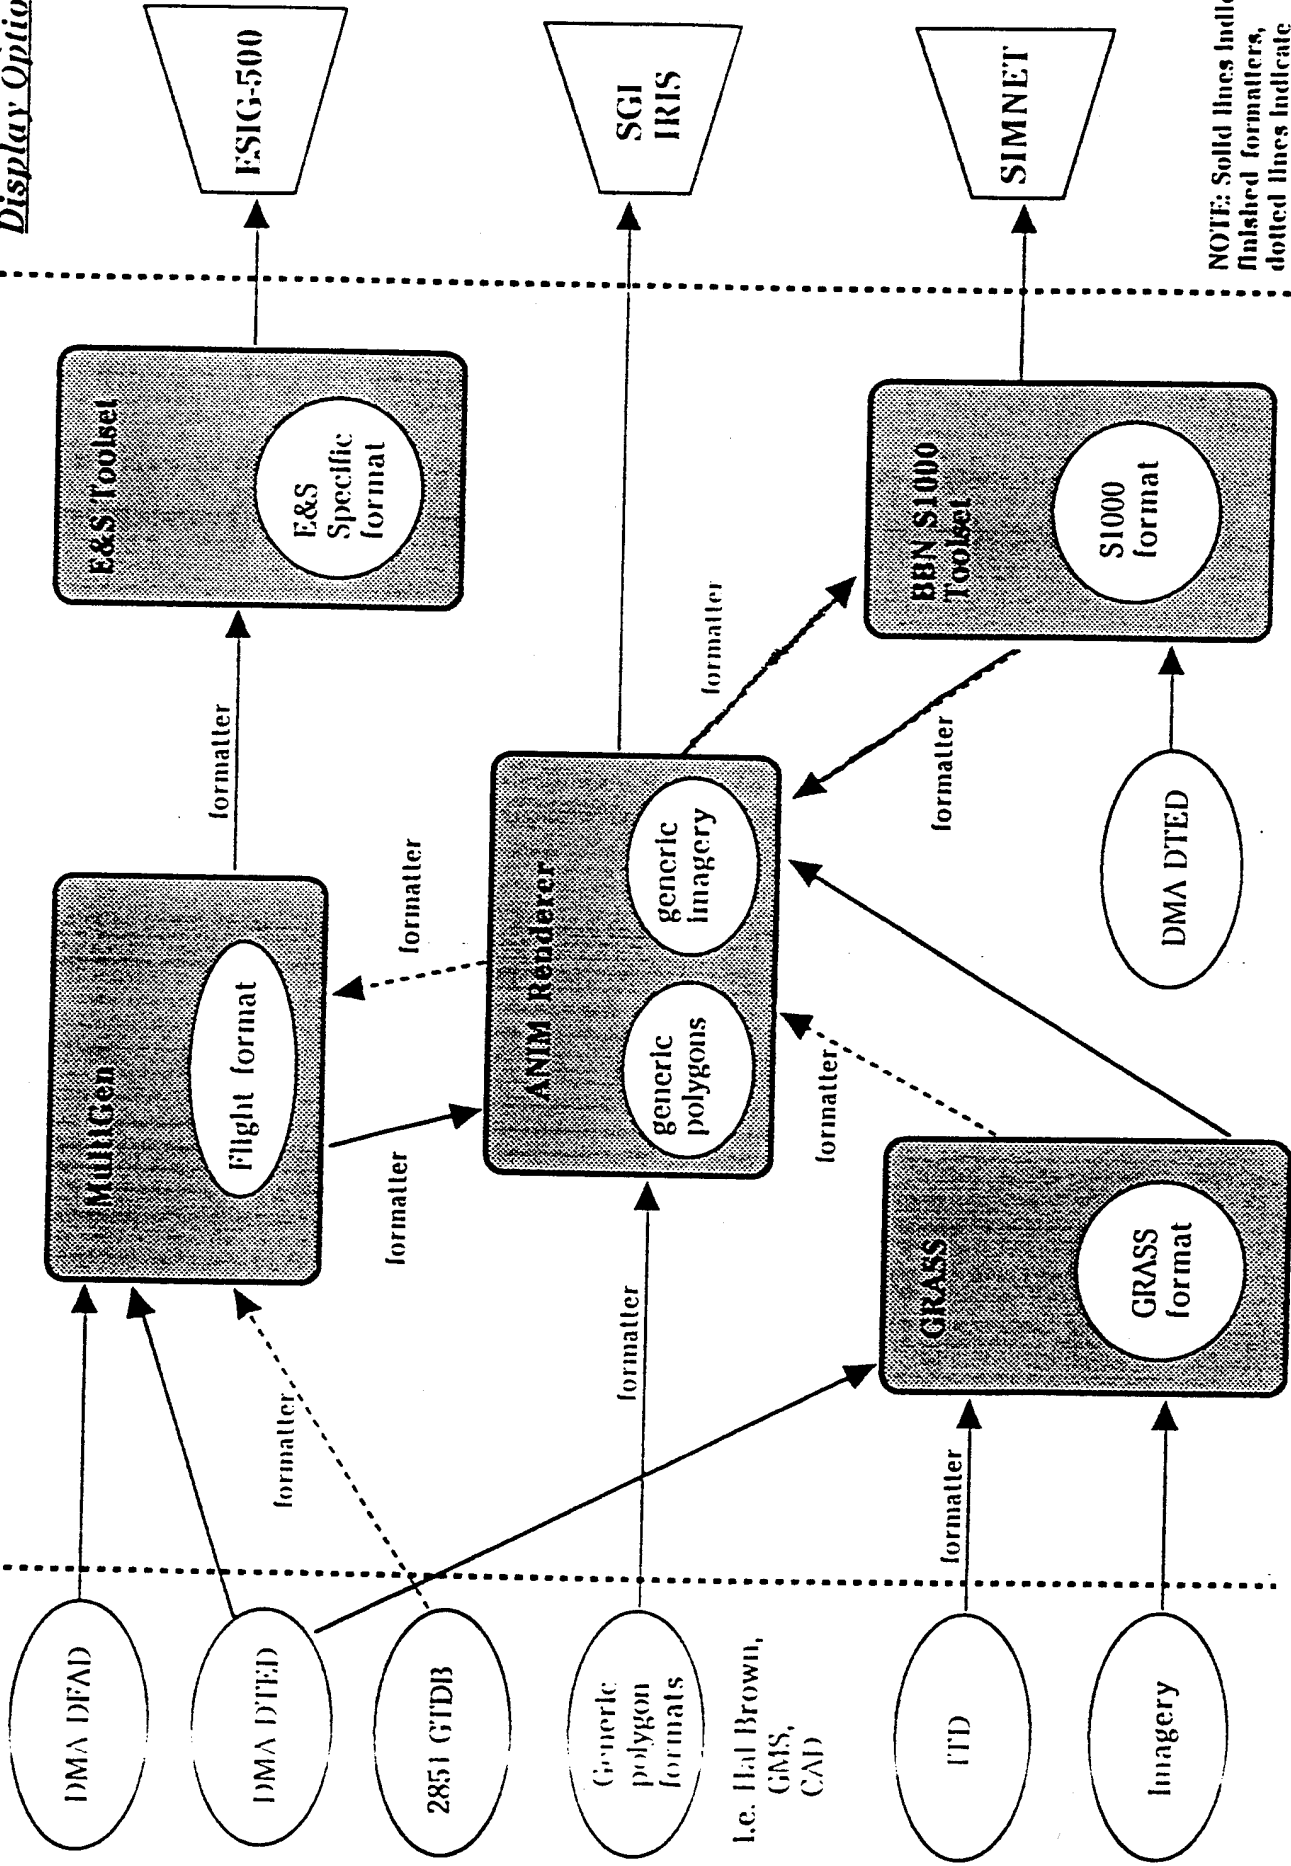 Display Optio
ESIG-500
SGI
IRIS
SIMNET
NOTE: Solid lines indic
finished formatters,
dotted lines indicate
E&S Toolset
E&S
Specific
format
BBN S1000
Toolset
S1000
format
formatter
formatter
formatter
formatter
MultiGen
Flight format
ANIM Renderer
generic
polygons
generic
imagery
DMA DTED
formatter
formatter
GRASS
GRASS
format
formatter
formatter
formatter
DMA DFAD
DMA DTED
2851 GTDB
Generic
polygon
formats
i.e. Hal Brown,
GMS,
CAD
ITD
Imagery